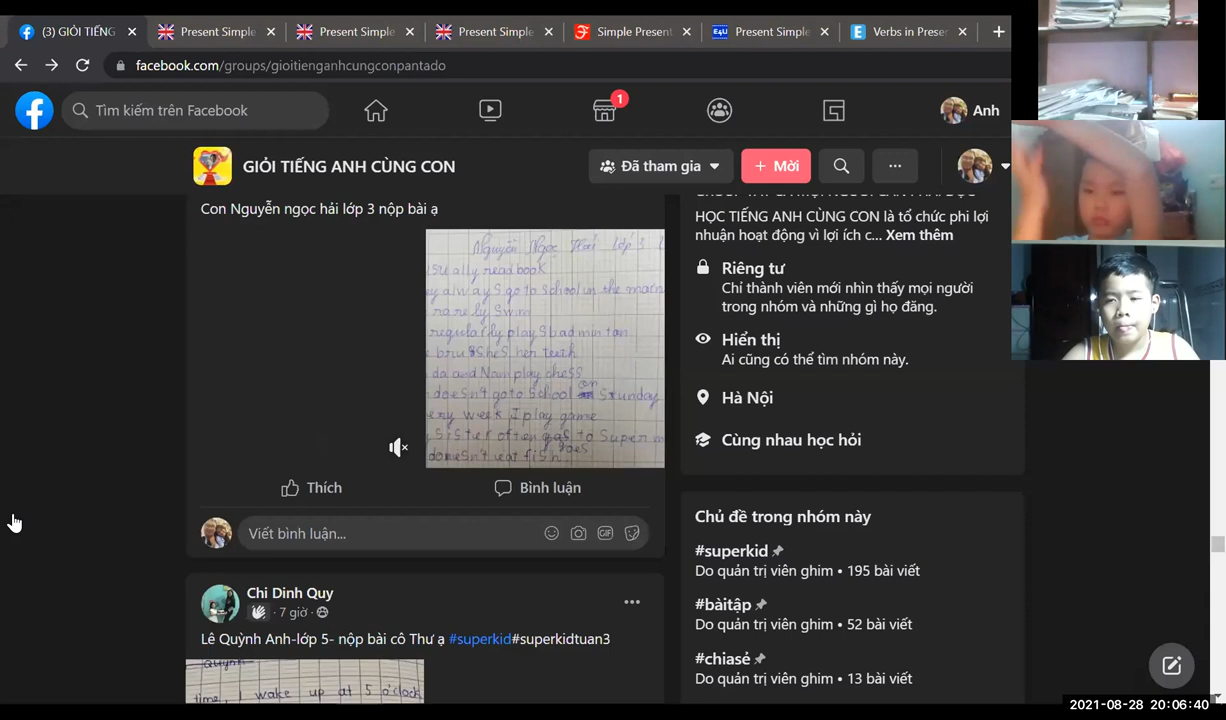 (3) GIỎI TIẾNG
Present Simple
Present Simple
Present Simple
Simple Present
E4U
Present Simple
E
Verbs in Preser
facebook.com/groups/gioitienganhcungconpantado
Tìm kiếm trên Facebook
1
Anh
GIỎI TIẾNG ANH CÙNG CON
Đã tham gia
+ Mời
Con Nguyễn ngọc hải lớp 3 nộp bài ạ
Nguyễn Ngọc Hải lớp 3
read book
always go to school in the
rarely swim
regularly plays badminton
brushes her teeth
and Nam play chess
doesn't go to school on Stunday
week I play game
sister often to Super
does
eat fish
Thích
Bình luận
Viết bình luận...
Chi Dinh Quy
7 giờ
Lê Quỳnh Anh-lớp 5- nộp bài cô Thư ạ #superkid#superkidtuan3
Quỳnh
time, I wake up at 5 o'clock
HỌC TIẾNG ANH CÙNG CON là tổ chức phi lợi
nhuận hoạt động vì lợi ích c... Xem thêm
Riêng tư
Chỉ thành viên mới nhìn thấy mọi người
trong nhóm và những gì họ đăng.
Hiển thị
Ai cũng có thể tìm nhóm này.
Hà Nội
Cùng nhau học hỏi
Chủ đề trong nhóm này
#superkid
Do quản trị viên ghim • 195 bài viết
#bàitập
Do quản trị viên ghim • 52 bài viết
#chiasẻ
Do quản trị viên ghim • 13 bài viết
2021-08-28 20:06:40